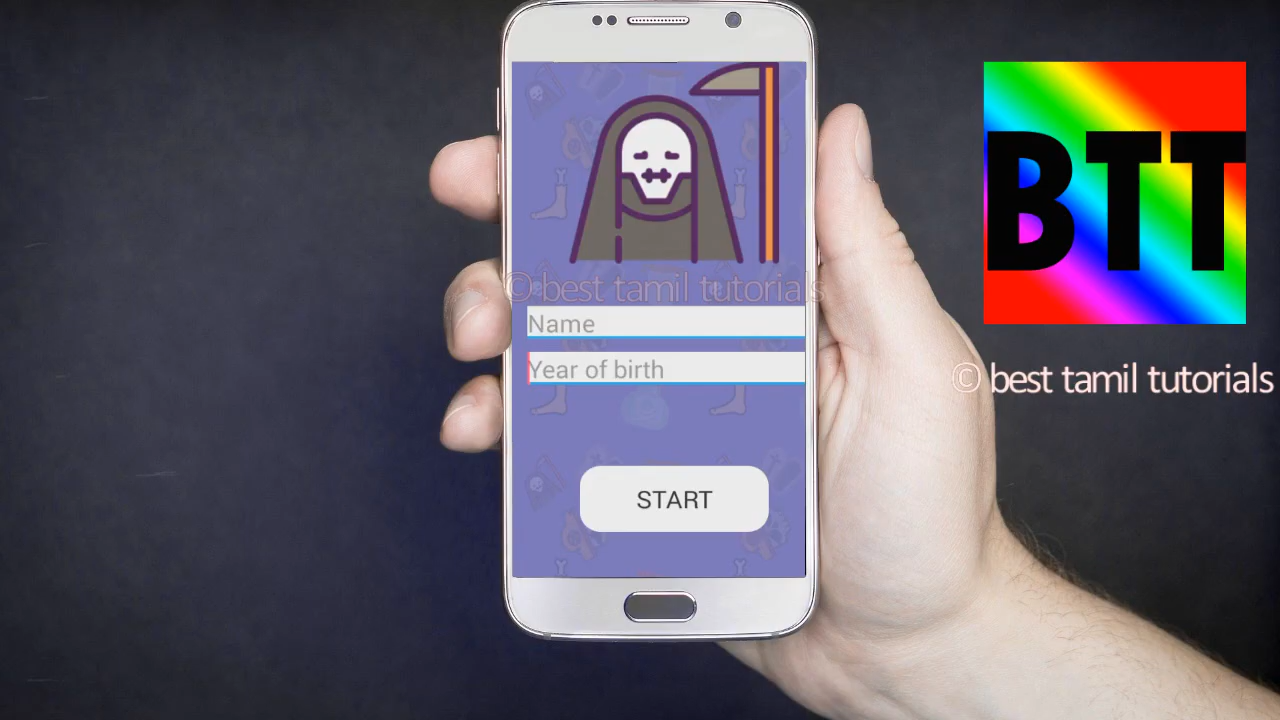 BTT
© best tamil tutorials
Name
© best tamil tutorials
Year of birth
START